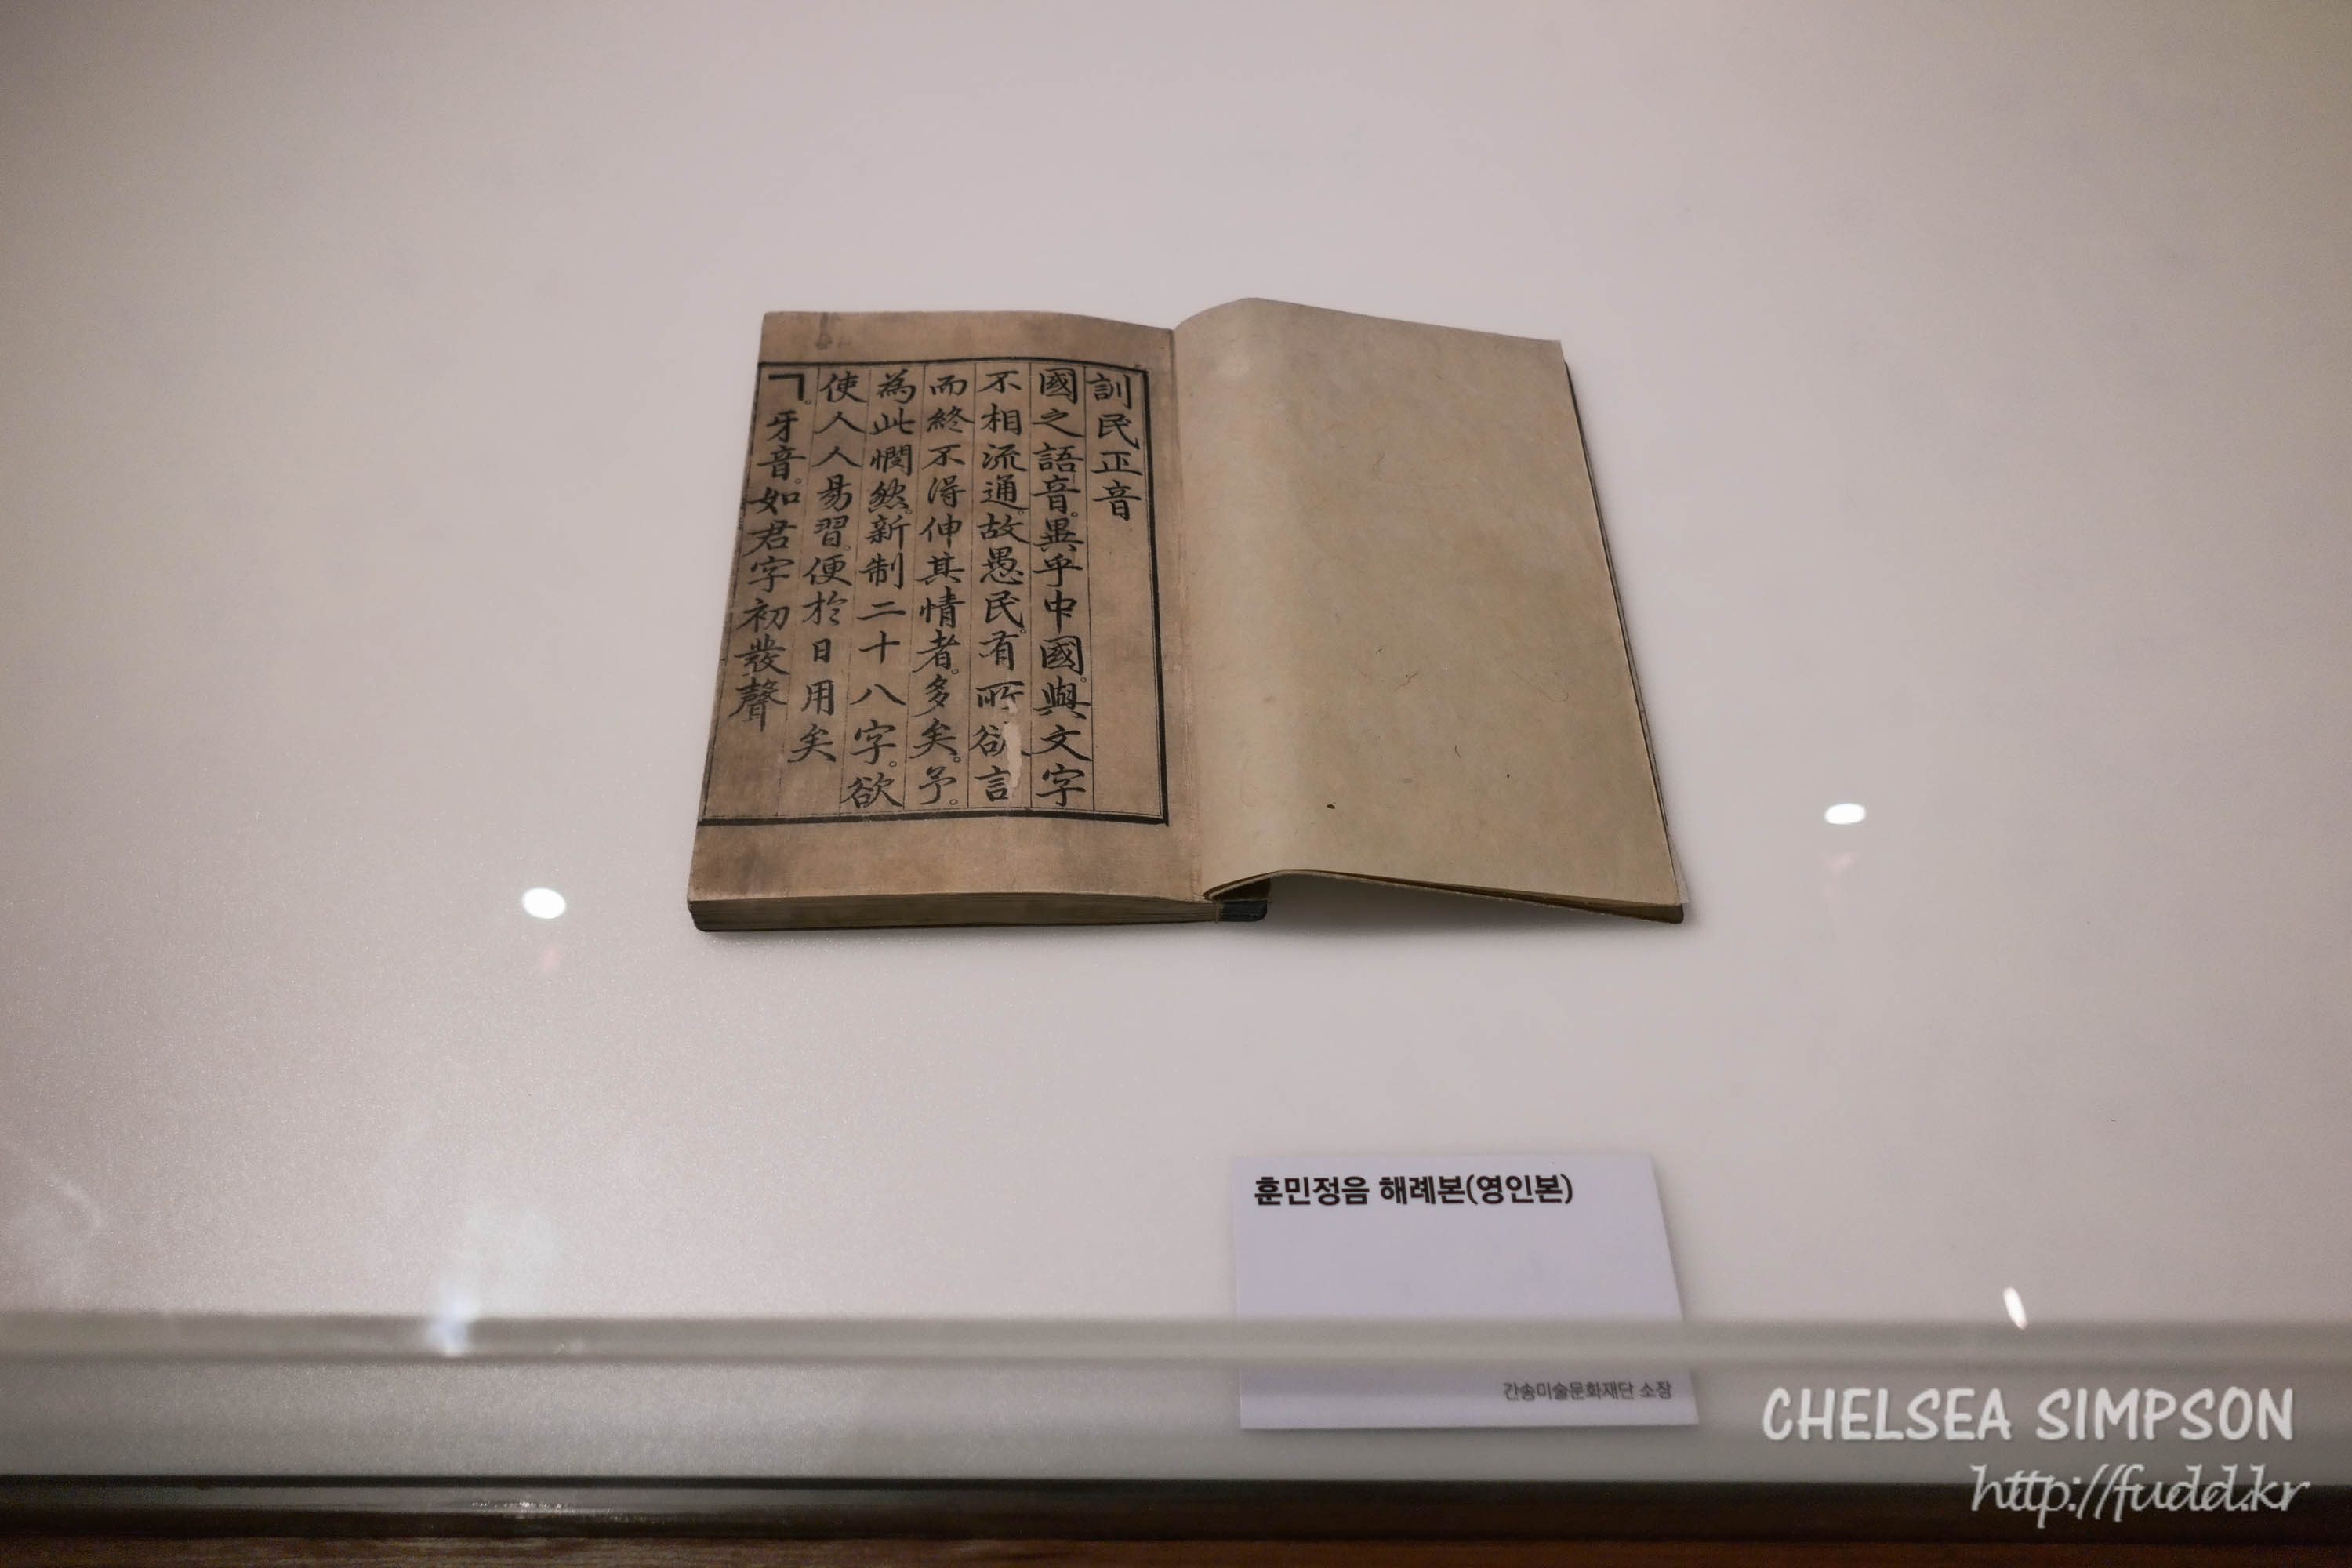 訓民正音
國之語音。異乎中國。與文字
不相流通。故愚民。有所欲言
而終不得伸其情者。多矣。予。
為此憫然。新制二十八字。欲
使人人易習。便於日用矣
ㄱ。牙音。如君字初發聲
훈민정음 해례본(영인본)
간송미술문화재단 소장
CHELSEA SIMPSON
http://fudd.kr